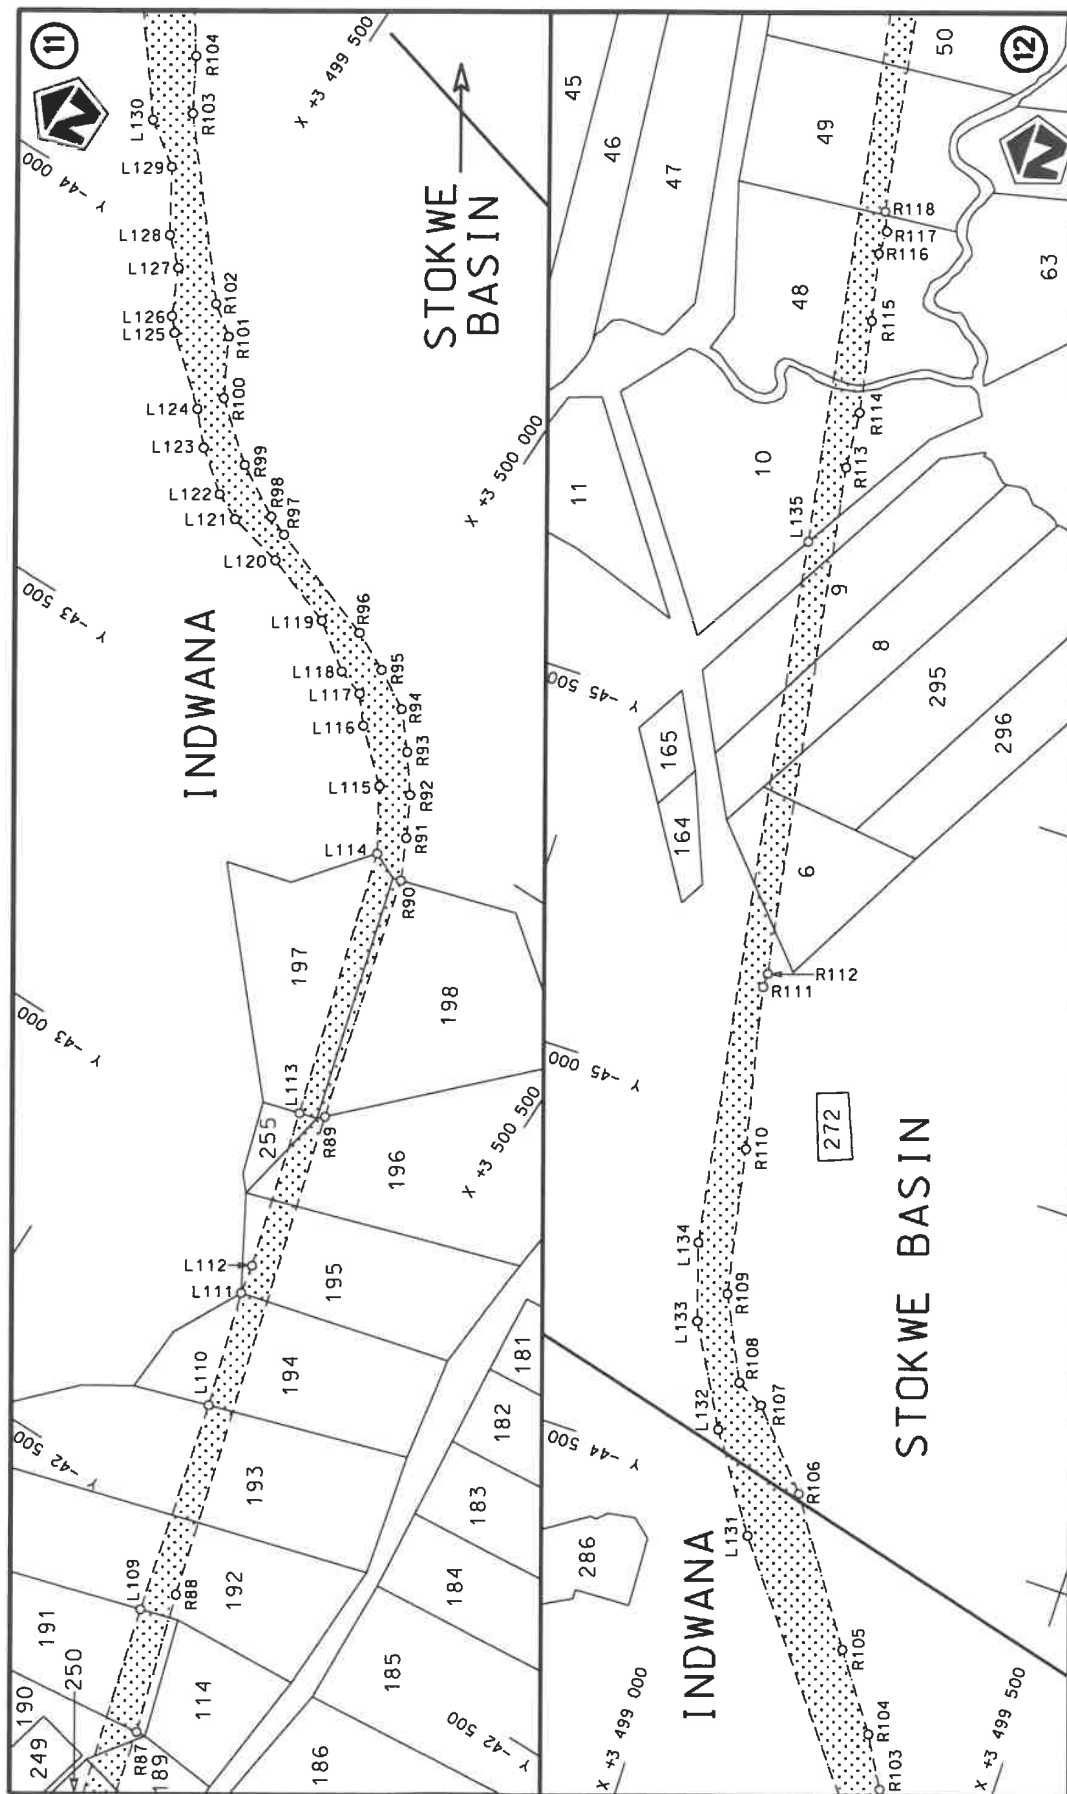 11
N
Y -44 000
X +3 499 500
STOKWE
BASIN
INDWANA
L130
L129
L128
L127
L126
L125
L124
L123
L122
L121
L120
L119
L118
L117
L116
L115
L114
L113
L112
L111
L110
L109
R104
R103
R102
R101
R100
R99
R98
R97
R96
R95
R94
R93
R92
R91
R90
R89
R88
R87
X +3 500 000
Y -43 500
Y -43 000
X +3 500 500
Y -42 500
Y -42 500
197
198
255
196
195
194
193
192
191
190
250
249
189
114
186
185
184
183
182
181
12
N
45
46
47
48
49
50
63
11
10
9
8
295
296
6
165
164
272
286
R118
R117
R116
R115
R114
R113
R112
R111
R110
R109
R108
R107
R106
R105
R104
R103
L135
L134
L133
L132
L131
Y -45 500
Y -45 000
Y -44 500
STOKWE BASIN
INDWANA
X +3 499 000
X +3 499 500